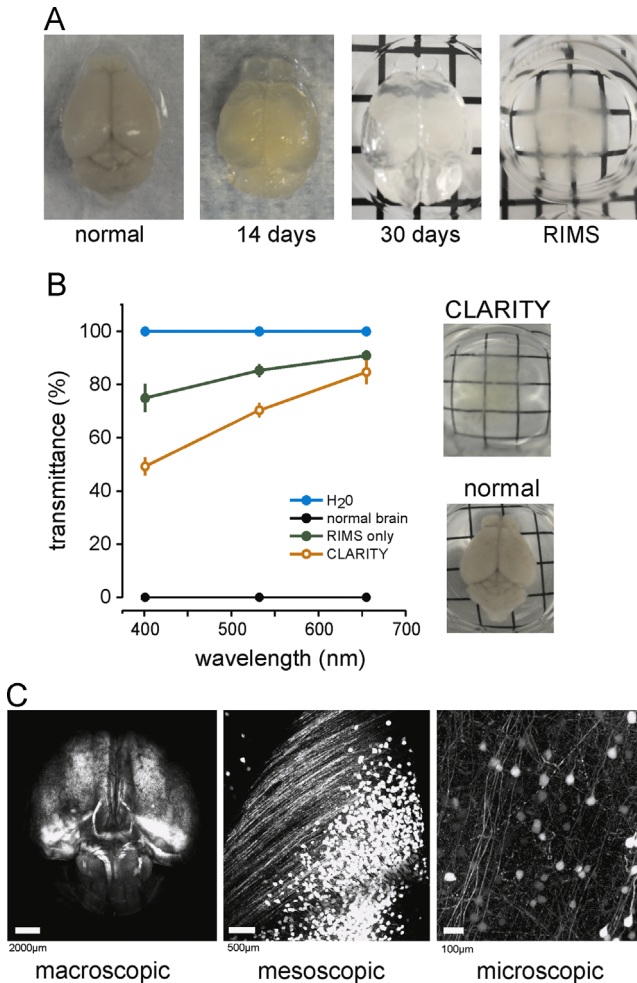 A
normal
14 days
30 days
RIMS
B
transmittance (%)
100
80
60
40
20
0
400
500
600
700
wavelength (nm)
H20
normal brain
RIMS only
CLARITY
CLARITY
normal
C
2000µm
500µm
100µm
macroscopic
mesoscopic
microscopic